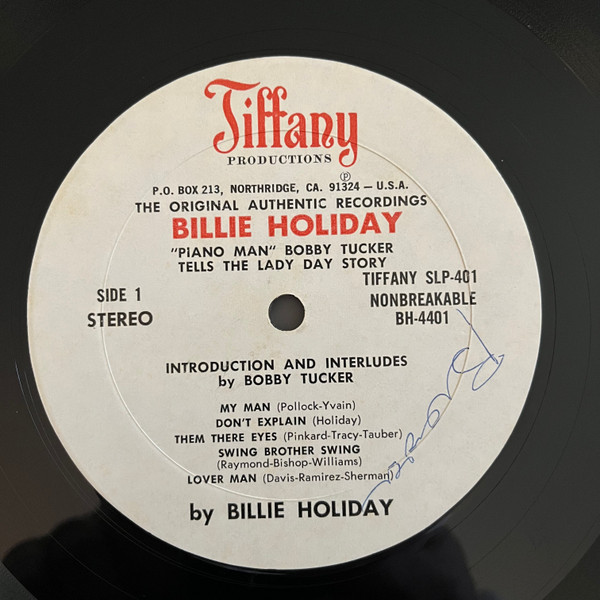 Tiffany
PRODUCTIONS
℗
P.O. BOX 213, NORTHRIDGE, CA. 91324 — U.S.A.
THE ORIGINAL AUTHENTIC RECORDINGS
BILLIE HOLIDAY
"PIANO MAN" BOBBY TUCKER
TELLS THE LADY DAY STORY
TIFFANY SLP-401
SIDE 1
NONBREAKABLE
STEREO
BH-4401
INTRODUCTION AND INTERLUDES
by BOBBY TUCKER
MY MAN (Pollock-Yvain)
DON'T EXPLAIN (Holiday)
THEM THERE EYES (Pinkard-Tracy-Tauber)
SWING BROTHER SWING
(Raymond-Bishop-Williams)
LOVER MAN (Davis-Ramirez-Sherman)
by BILLIE HOLIDAY